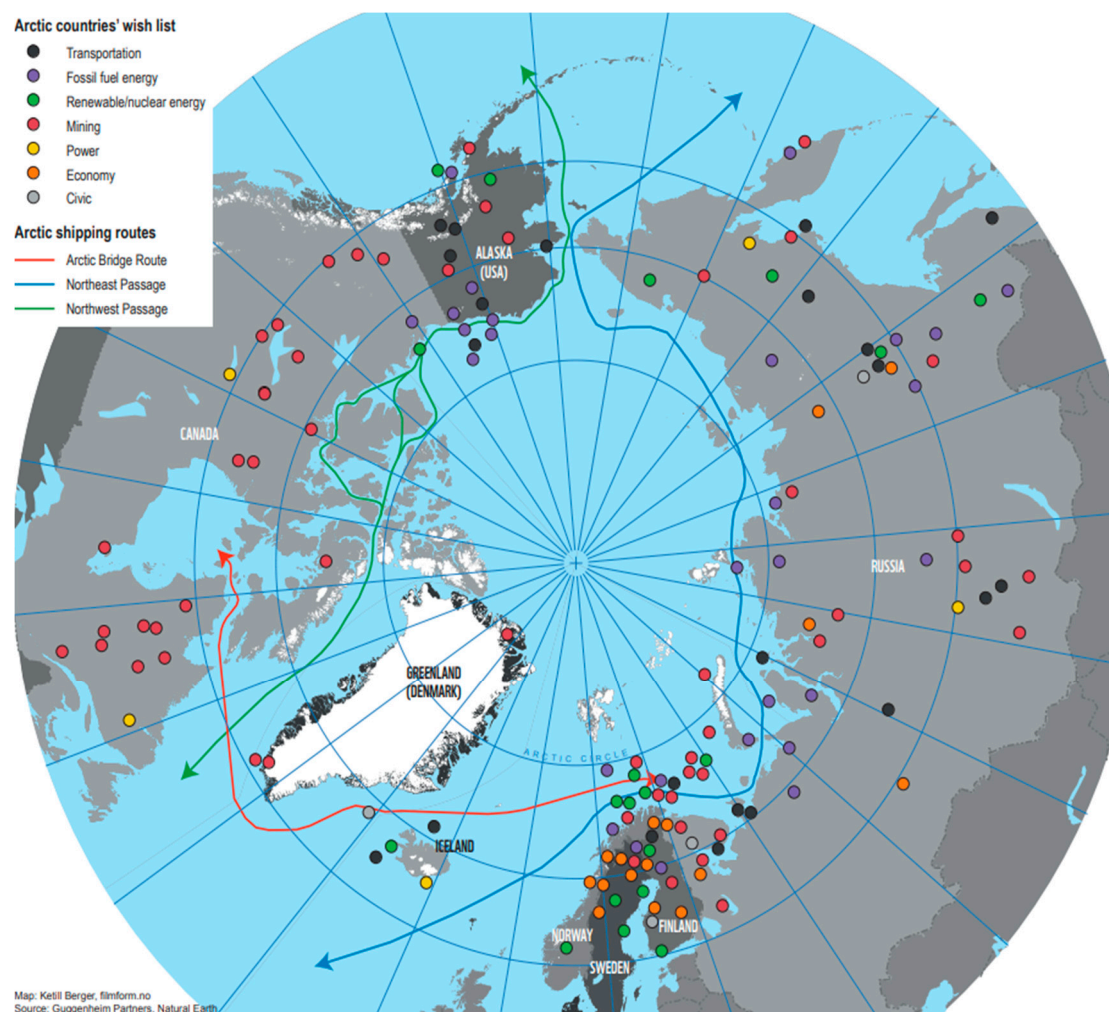 Arctic countries' wish list
Transportation
Fossil fuel energy
Renewable/nuclear energy
Mining
Power
Economy
Civic
Arctic shipping routes
Arctic Bridge Route
Northeast Passage
Northwest Passage
ALASKA
(USA)
CANADA
RUSSIA
GREENLAND
(DENMARK)
ARCTIC CIRCLE
ICELAND
NORWAY
FINLAND
SWEDEN
Map: Ketill Berger, filmform.no
Source: Guggenheim Partners, Natural Earth